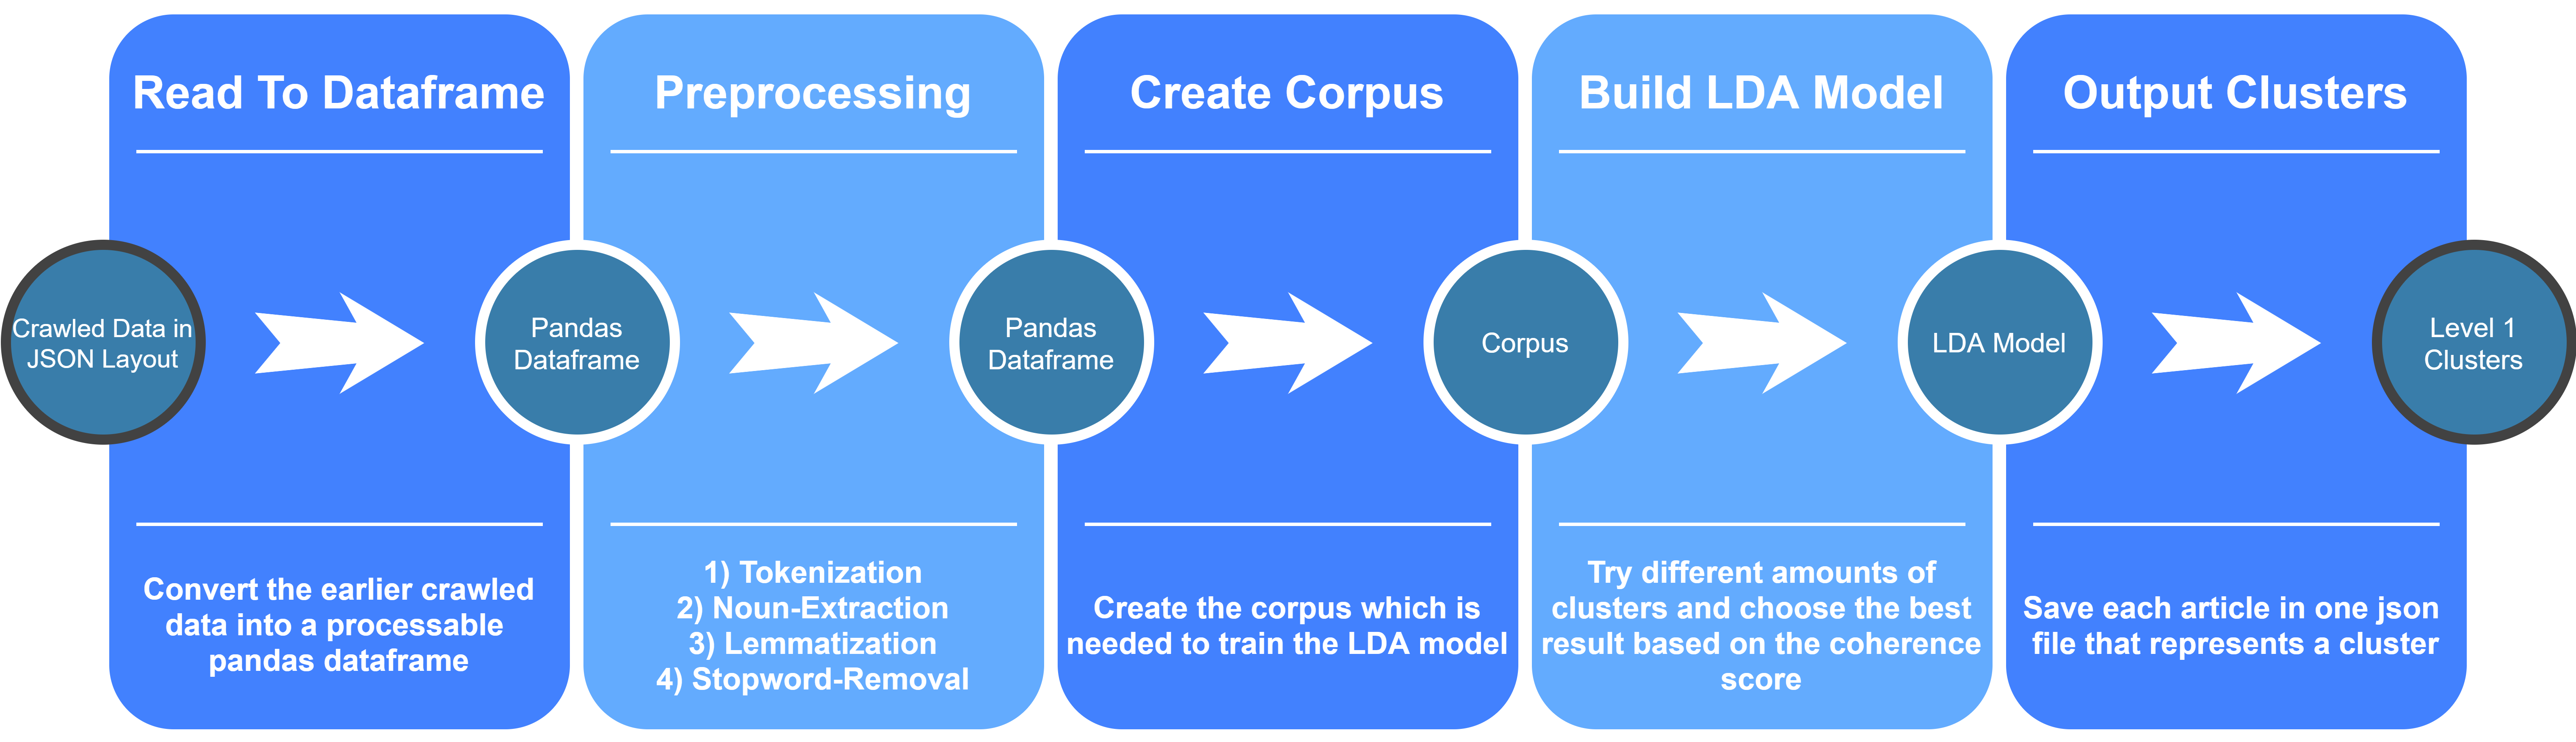 Read To Dataframe
Preprocessing
Create Corpus
Build LDA Model
Output Clusters
Crawled Data in
JSON Layout
Pandas
Dataframe
Pandas
Dataframe
Corpus
LDA Model
Level 1
Clusters
Convert the earlier crawled
data into a processable
pandas dataframe
1) Tokenization
2) Noun-Extraction
3) Lemmatization
4) Stopword-Removal
Create the corpus which is
needed to train the LDA model
Try different amounts of
clusters and choose the best
result based on the coherence
score
Save each article in one json
file that represents a cluster